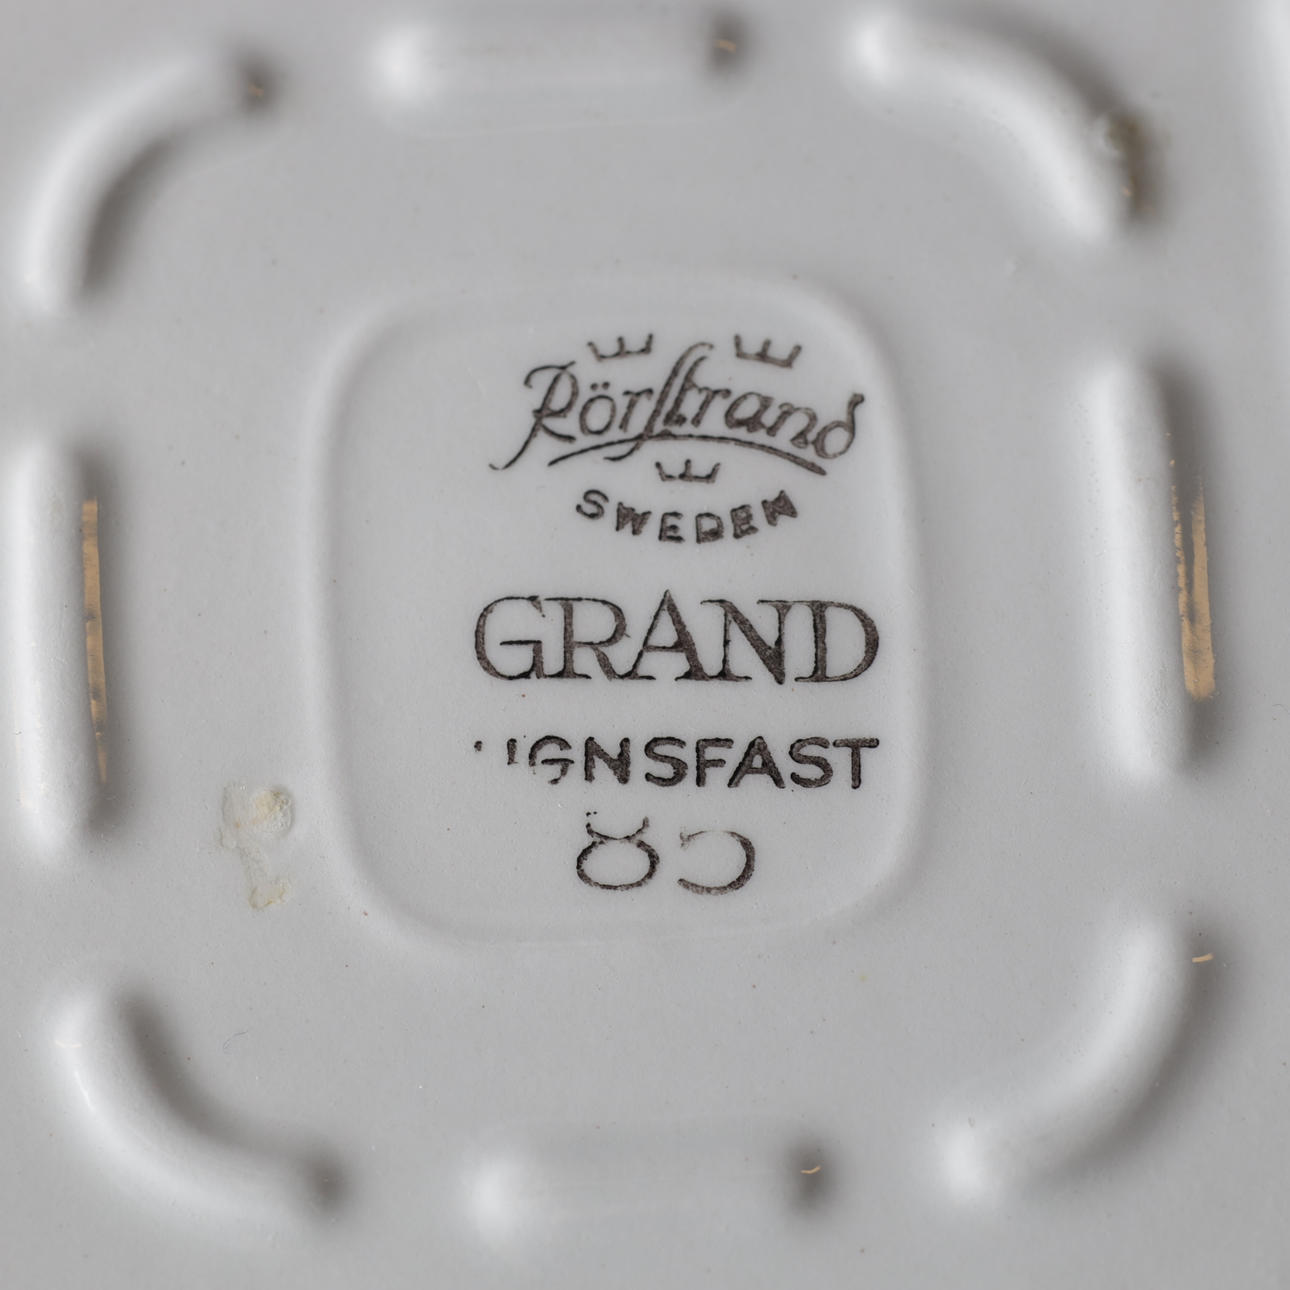 Rörstrand
SWEDEN
GRAND
UGNSFAST